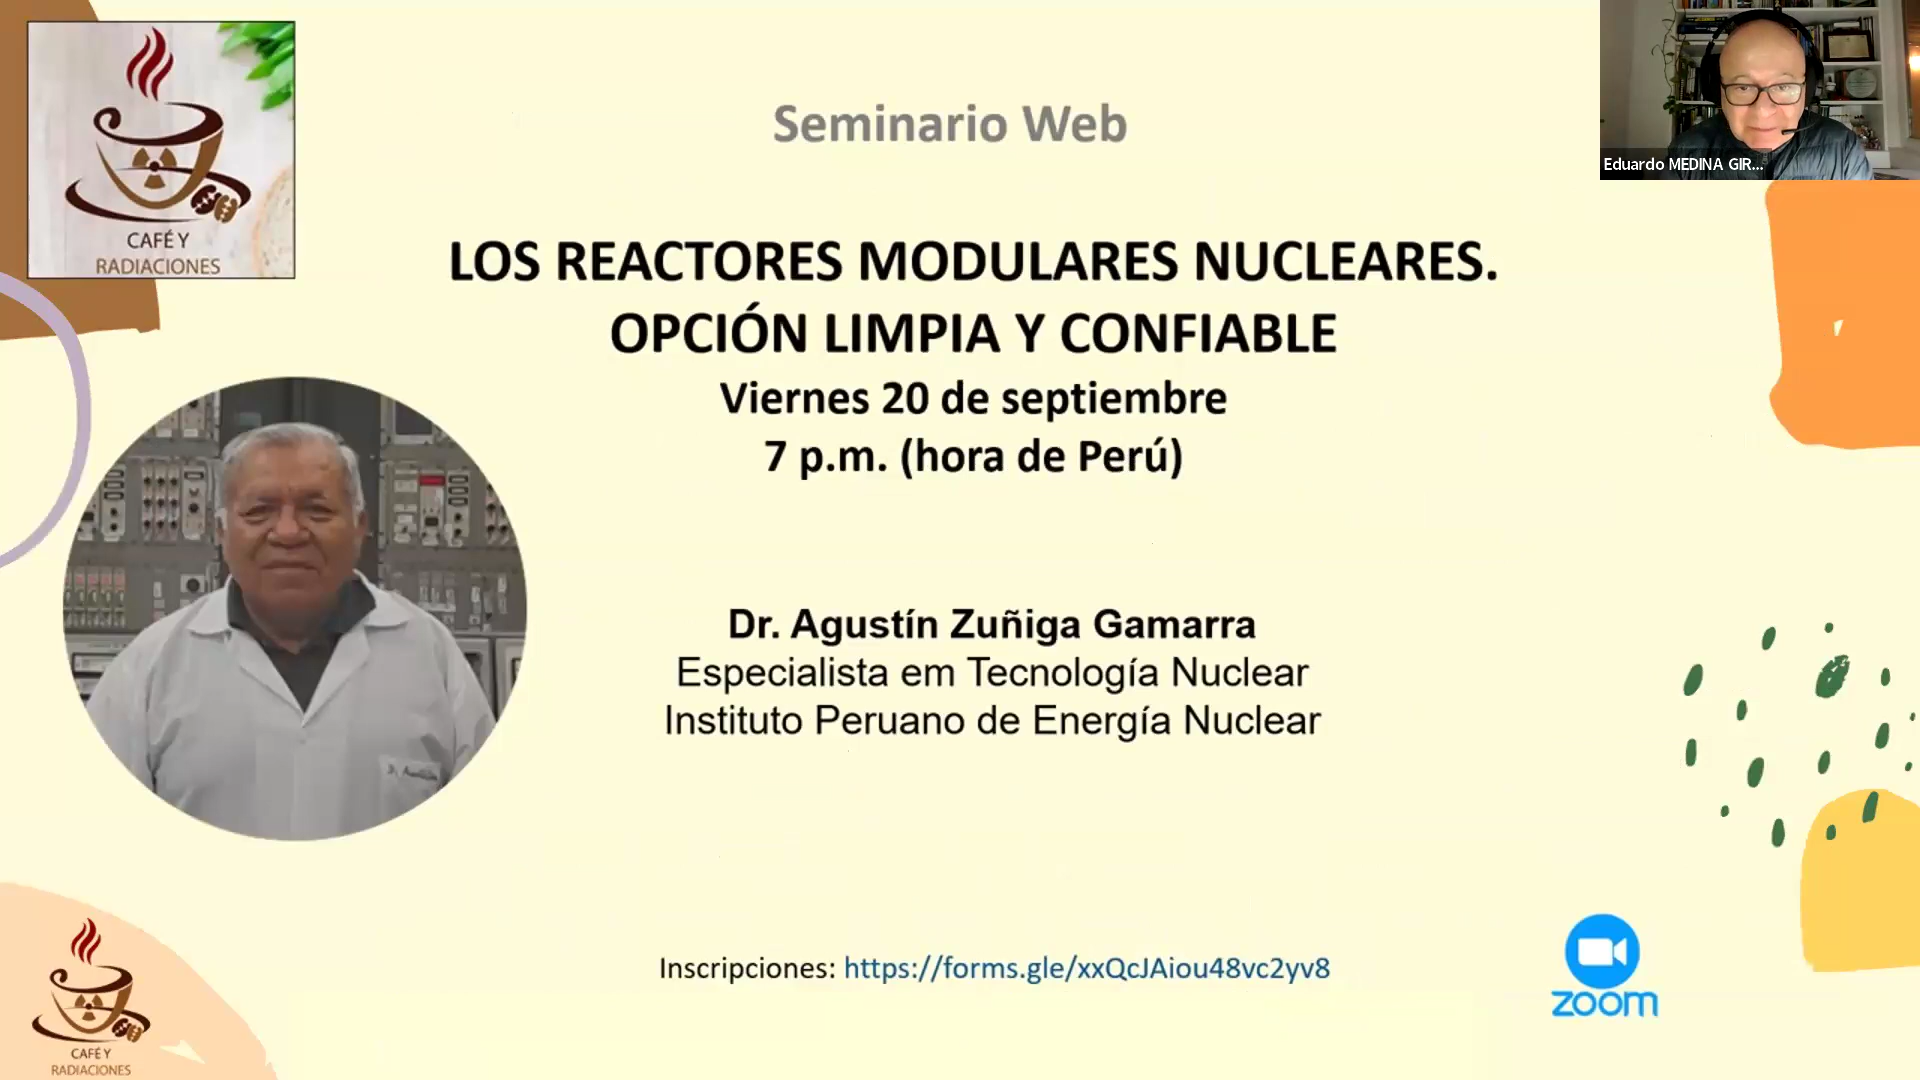 CAFÉ Y
RADIACIONES
Seminario Web
Eduardo MEDINA GIR...
LOS REACTORES MODULARES NUCLEARES.
OPCIÓN LIMPIA Y CONFIABLE
Viernes 20 de septiembre
7 p.m. (hora de Perú)
Dr. Agustín Zuñiga Gamarra
Especialista em Tecnología Nuclear
Instituto Peruano de Energía Nuclear
Inscripciones: https://forms.gle/xxQcJAiou48vc2yv8
zoom
CAFÉ Y
RADIACIONES